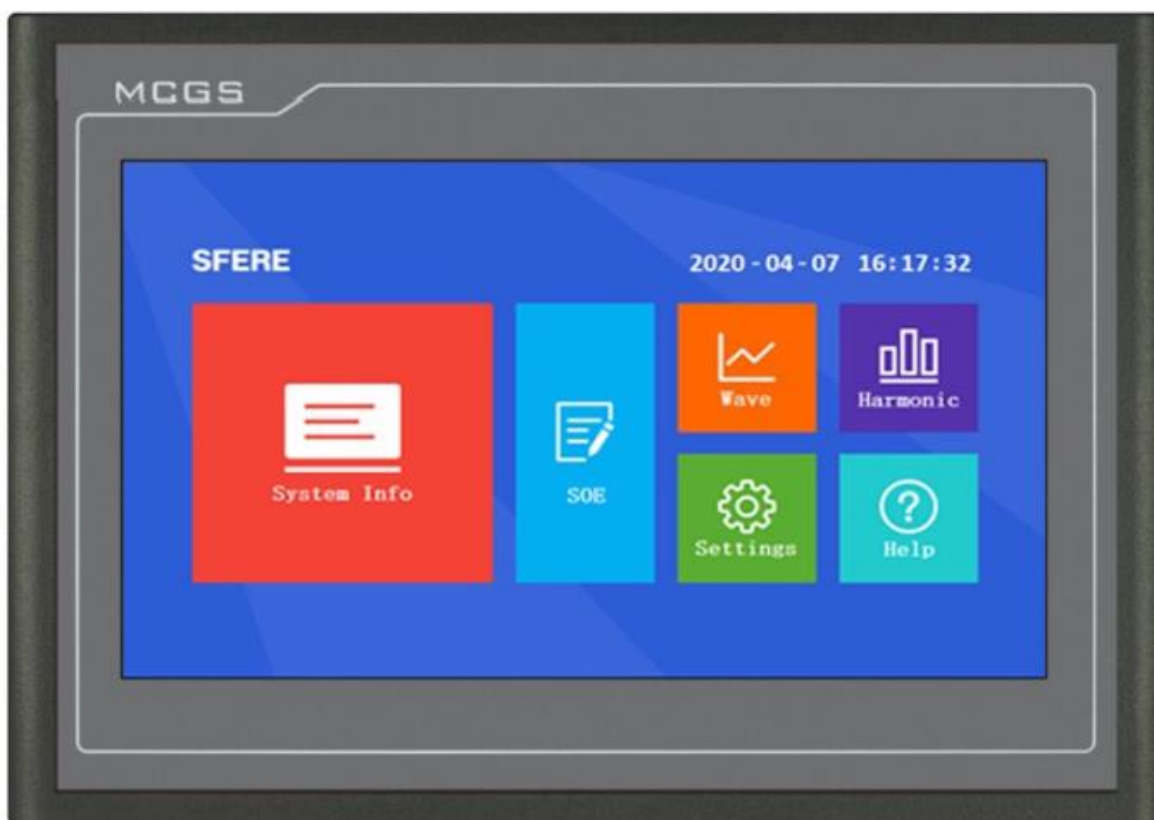 MCGS
SFERE
2020-04-07 16:17:32
System Info
SOE
Wave
Harmonic
Settings
Help